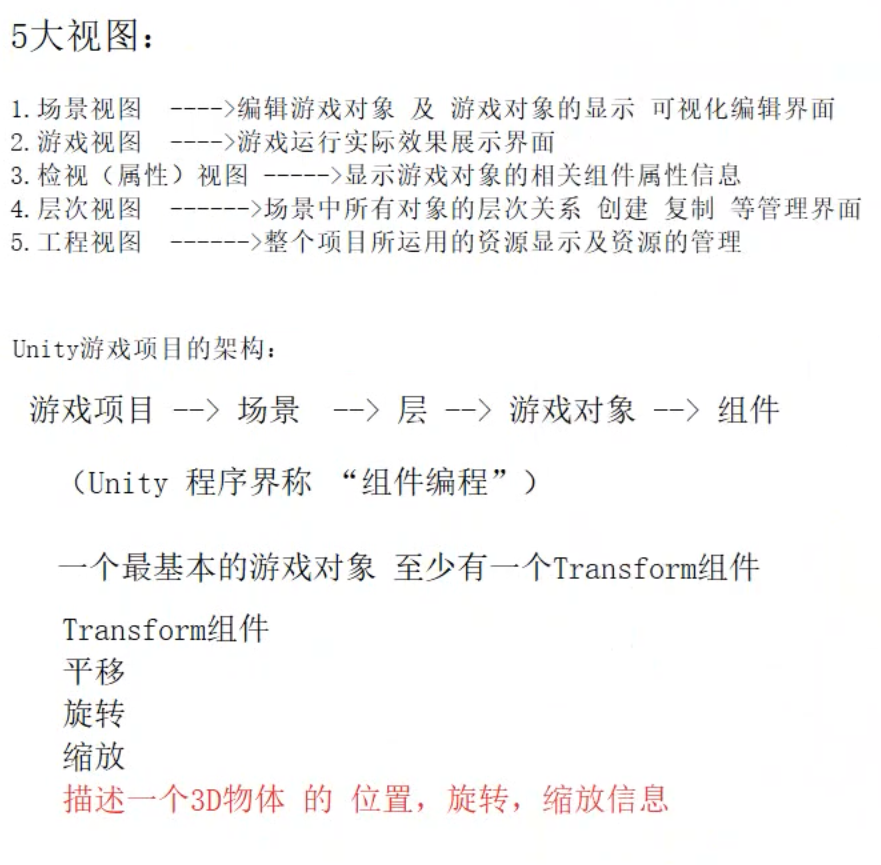 5大视图：
1.场景视图 ---->编辑游戏对象 及 游戏对象的显示 可视化编辑界面
2.游戏视图 ---->游戏运行实际效果展示界面
3.检视（属性）视图 ----->显示游戏对象的相关组件属性信息
4.层次视图 ------>场景中所有对象的层次关系 创建 复制 等管理界面
5.工程视图 ------>整个项目所运用的资源显示及资源的管理
Unity游戏项目的架构：
游戏项目 --> 场景 --> 层 --> 游戏对象 --> 组件
（Unity 程序界称 “组件编程”）
一个最基本的游戏对象 至少有一个Transform组件
Transform组件
平移
旋转
缩放
描述一个3D物体 的 位置，旋转，缩放信息